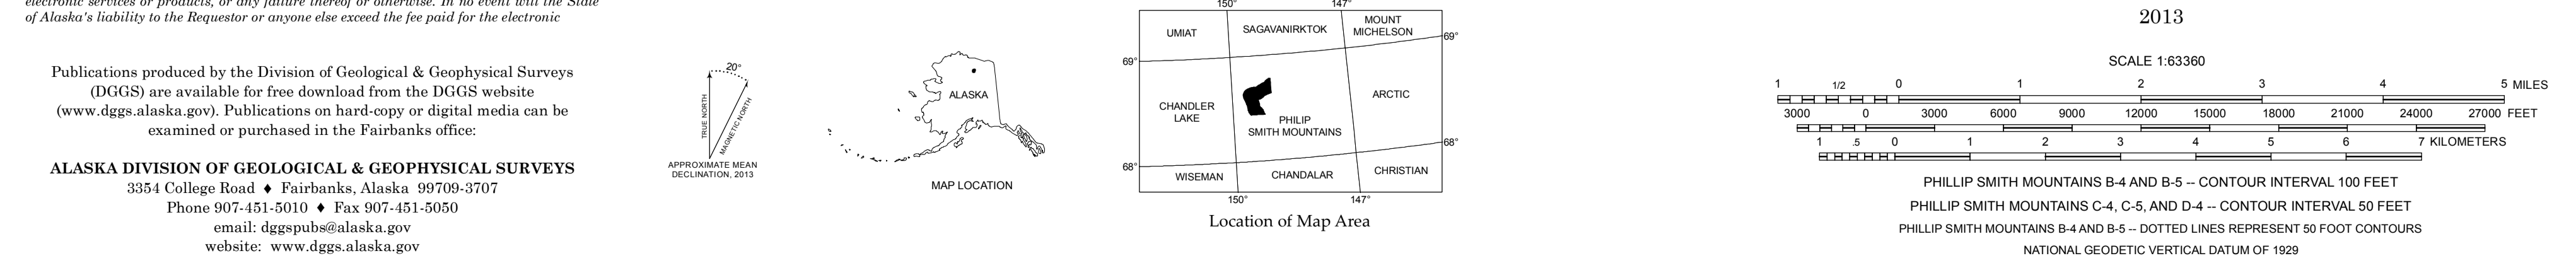 electronic services or products, or any failure thereof or otherwise. In no event will the State
of Alaska's liability to the Requestor or anyone else exceed the fee paid for the electronic
Publications produced by the Division of Geological & Geophysical Surveys
(DGGS) are available for free download from the DGGS website
(www.dggs.alaska.gov). Publications on hard-copy or digital media can be
examined or purchased in the Fairbanks office:
ALASKA DIVISION OF GEOLOGICAL & GEOPHYSICAL SURVEYS
3354 College Road ♦ Fairbanks, Alaska 99709-3707
Phone 907-451-5010 ♦ Fax 907-451-5050
email: dggspubs@alaska.gov
website: www.dggs.alaska.gov
20°
TRUE NORTH
MAGNETIC NORTH
APPROXIMATE MEAN
DECLINATION, 2013
ALASKA
MAP LOCATION
150° 147°
UMIAT
SAGAVANIRKTOK
MOUNT
MICHELSON
69°
69°
CHANDLER
LAKE
PHILIP
SMITH MOUNTAINS
ARCTIC
68°
68°
WISEMAN
CHANDALAR
CHRISTIAN
150° 147°
Location of Map Area
2013
SCALE 1:63360
1 1/2 0 1 2 3 4 5 MILES
3000 0 3000 6000 9000 12000 15000 18000 21000 24000 27000 FEET
1 .5 0 1 2 3 4 5 6 7 KILOMETERS
PHILLIP SMITH MOUNTAINS B-4 AND B-5 -- CONTOUR INTERVAL 100 FEET
PHILLIP SMITH MOUNTAINS C-4, C-5, AND D-4 -- CONTOUR INTERVAL 50 FEET
PHILLIP SMITH MOUNTAINS B-4 AND B-5 -- DOTTED LINES REPRESENT 50 FOOT CONTOURS
NATIONAL GEODETIC VERTICAL DATUM OF 1929